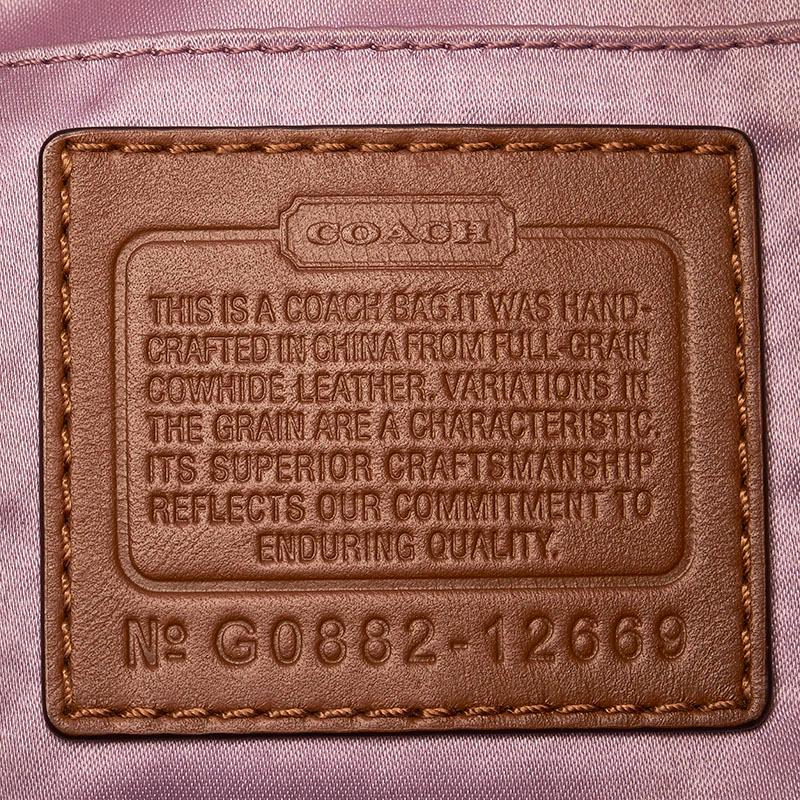 COACH
THIS IS A COACH BAG.IT WAS HAND-
CRAFTED IN CHINA FROM FULL-GRAIN
COWHIDE LEATHER. VARIATIONS IN
THE GRAIN ARE A CHARACTERISTIC.
ITS SUPERIOR CRAFTSMANSHIP
REFLECTS OUR COMMITMENT TO
ENDURING QUALITY.
Nº G0882-12669